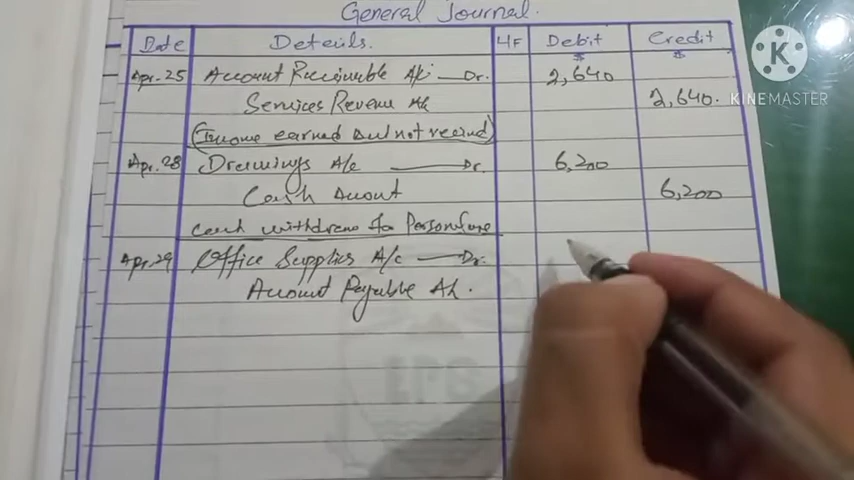 General Journal.
Date Details. LF Debit Credit
$ $
Apr.25 Account Receivable A/c — Dr. 2,640
Services Revenue A/c 2,640.
(Income earned but not received)
Apr.28 Drawings A/c — Dr. 6,200
Cash Account 6,200
Cash withdrawn for Personal use
Apr.29 Office Supplies A/c — Dr.
Account Payable A/c.
K
KINEMASTER